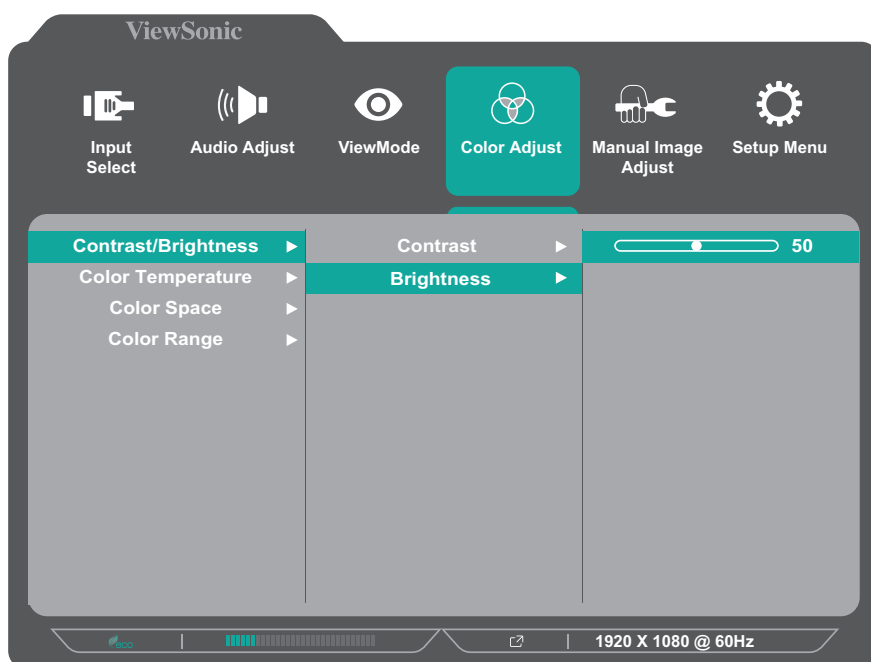 ViewSonic
Input Select
Audio Adjust
ViewMode
Color Adjust
Manual Image Adjust
Setup Menu
Contrast/Brightness
Contrast
50
Color Temperature
Brightness
Color Space
Color Range
eco
1920 X 1080 @ 60Hz